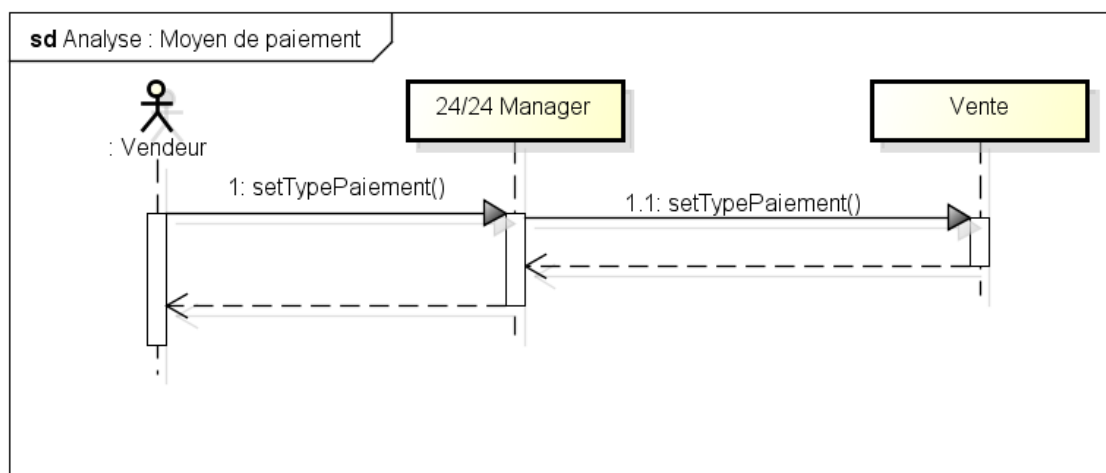 sd Analyse : Moyen de paiement
24/24 Manager
Vente
: Vendeur
1: setTypePaiement()
1.1: setTypePaiement()